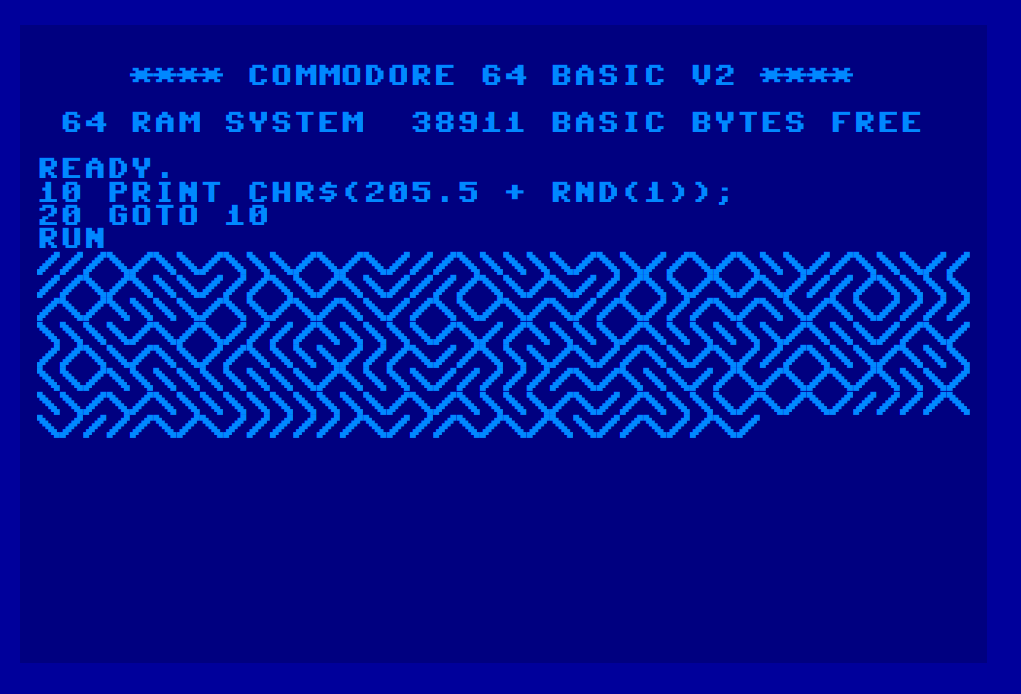 **** COMMODORE 64 BASIC V2 ****
64 RAM SYSTEM  38911 BASIC BYTES FREE
READY.
10 PRINT CHR$(205.5 + RND(1));
20 GOTO 10
RUN